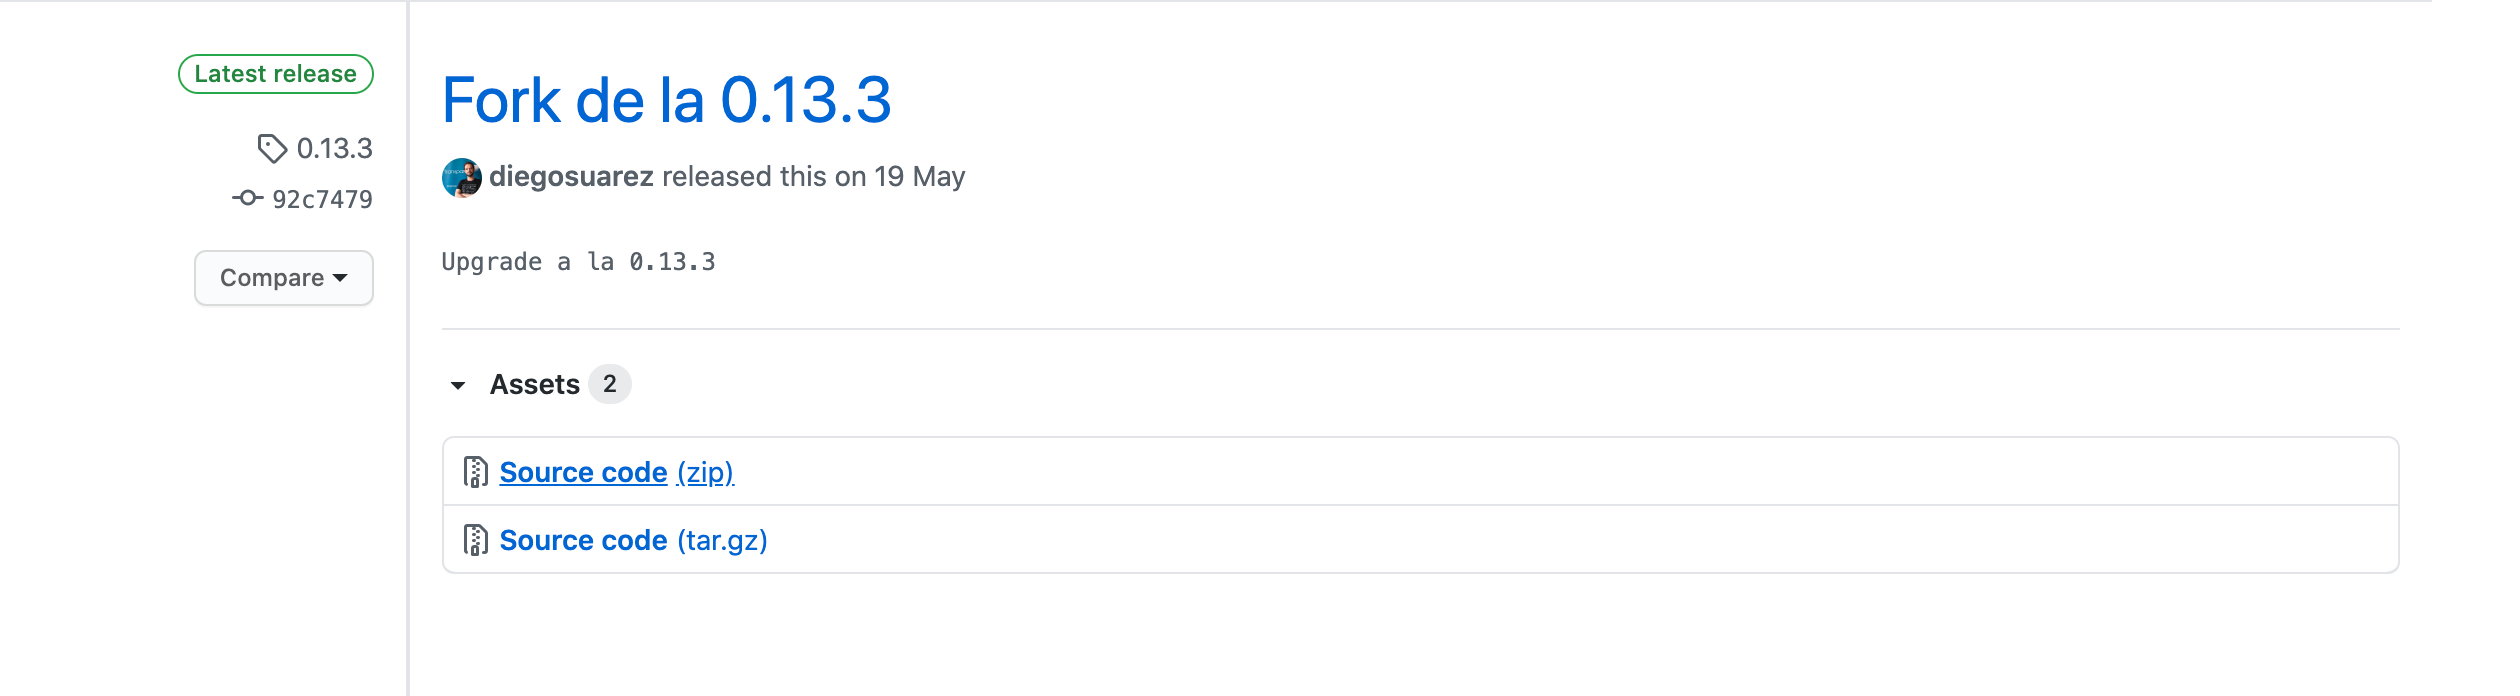 Latest release
0.13.3
92c7479
Compare
Fork de la 0.13.3
diegosuarez released this on 19 May
Upgrade a la 0.13.3
Assets 2
Source code (zip)
Source code (tar.gz)